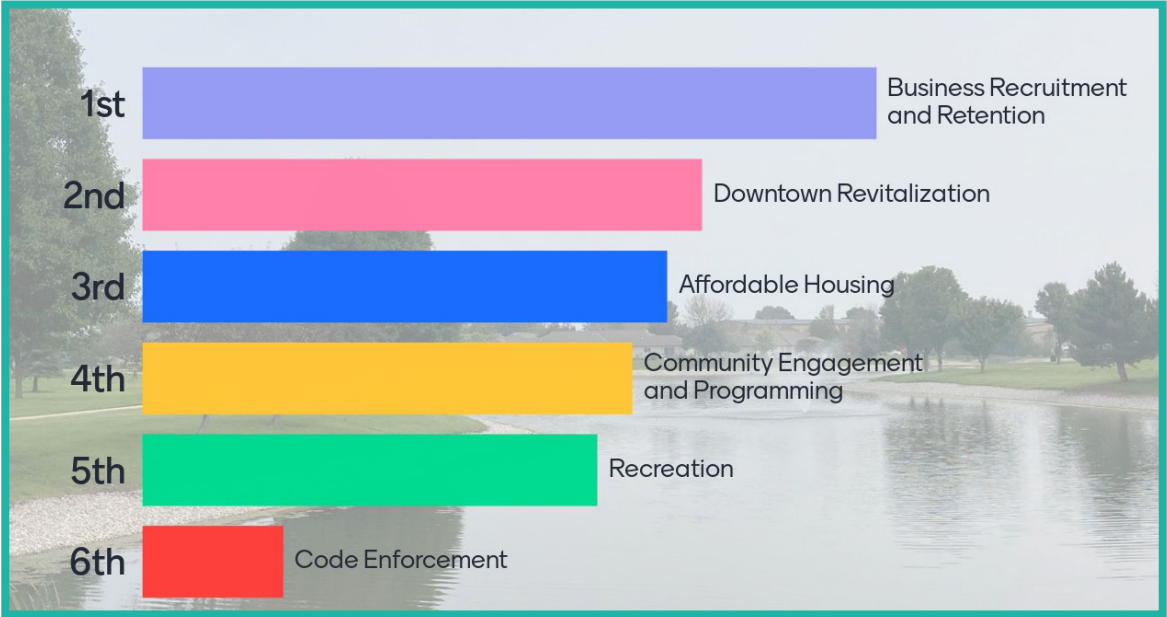 1st
Business Recruitment
and Retention
2nd
Downtown Revitalization
3rd
Affordable Housing
4th
Community Engagement
and Programming
5th
Recreation
6th
Code Enforcement